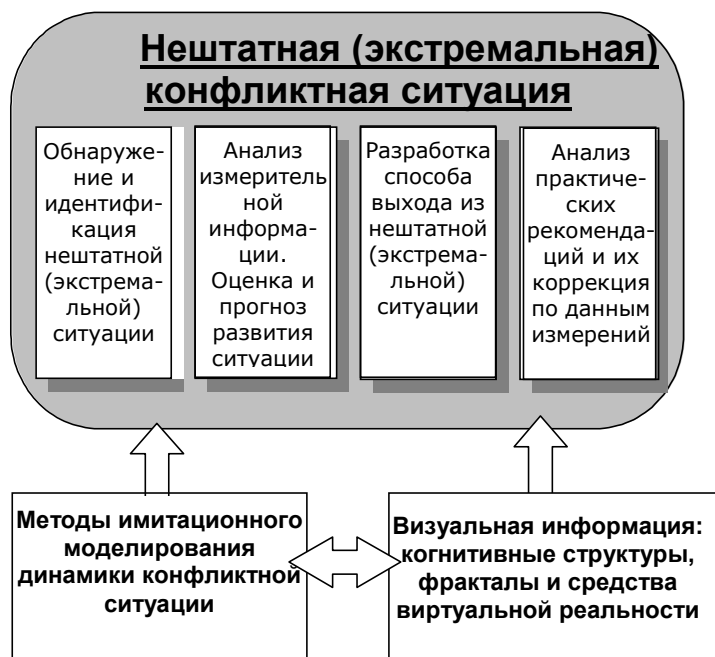 Нештатная (экстремальная)
конфликтная ситуация
Обнаруже-
ние и
идентифи-
кация
нештатной
(экстрема-
льной)
ситуации
Анализ
измеритель
ной
информа-
ции.
Оценка и
прогноз
развития
ситуации
Разработка
способа
выхода из
нештатной
(экстрема-
льной)
ситуации
Анализ
практиче-
ских
рекоменда-
ций и их
коррекция
по данным
измерений
Методы имитационного
моделирования
динамики конфликтной
ситуации
Визуальная информация:
когнитивные структуры,
фракталы и средства
виртуальной реальности